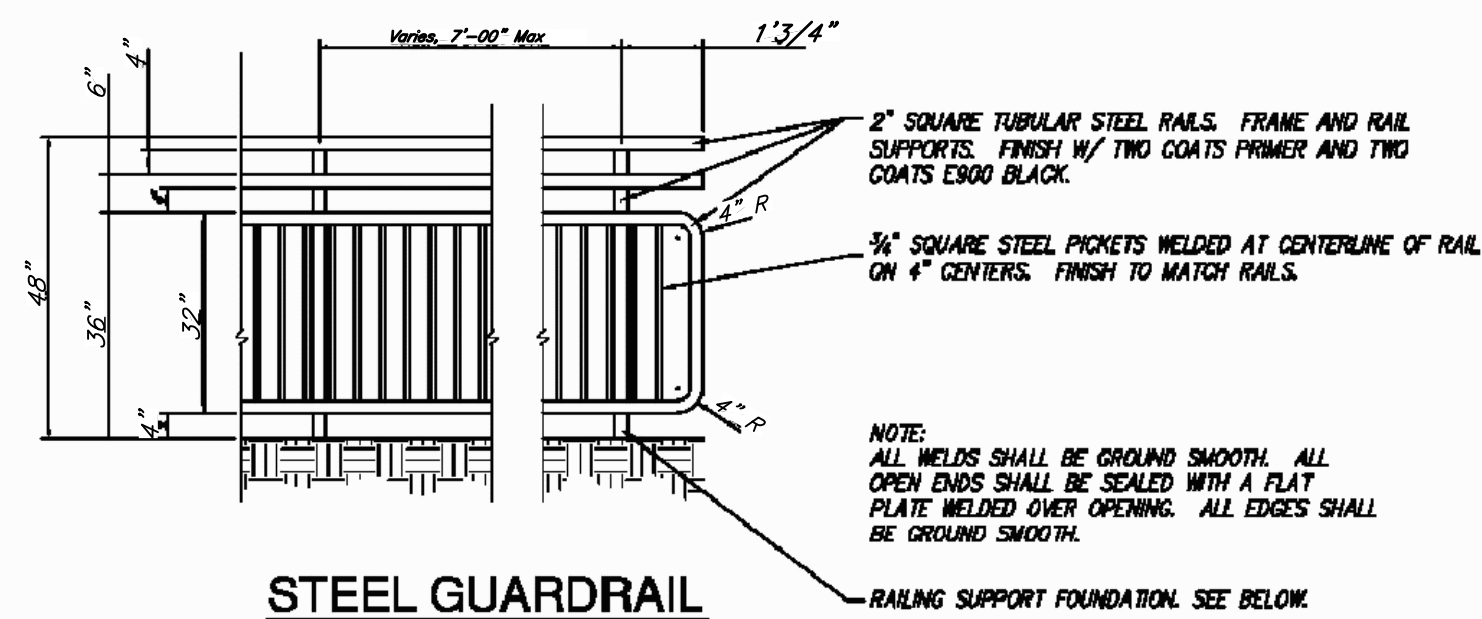 Varies, 7'-00" Max
1'3/4"
4"
6"
2" SQUARE TUBULAR STEEL RAILS. FRAME AND RAIL
SUPPORTS. FINISH W/ TWO COATS PRIMER AND TWO
COATS E900 BLACK.
4" R
3/4" SQUARE STEEL PICKETS WELDED AT CENTERLINE OF RAIL
ON 4" CENTERS. FINISH TO MATCH RAILS.
48"
36"
32"
4"
4" R
NOTE:
ALL WELDS SHALL BE GROUND SMOOTH. ALL
OPEN ENDS SHALL BE SEALED WITH A FLAT
PLATE WELDED OVER OPENING. ALL EDGES SHALL
BE GROUND SMOOTH.
RAILING SUPPORT FOUNDATION. SEE BELOW.
STEEL GUARDRAIL